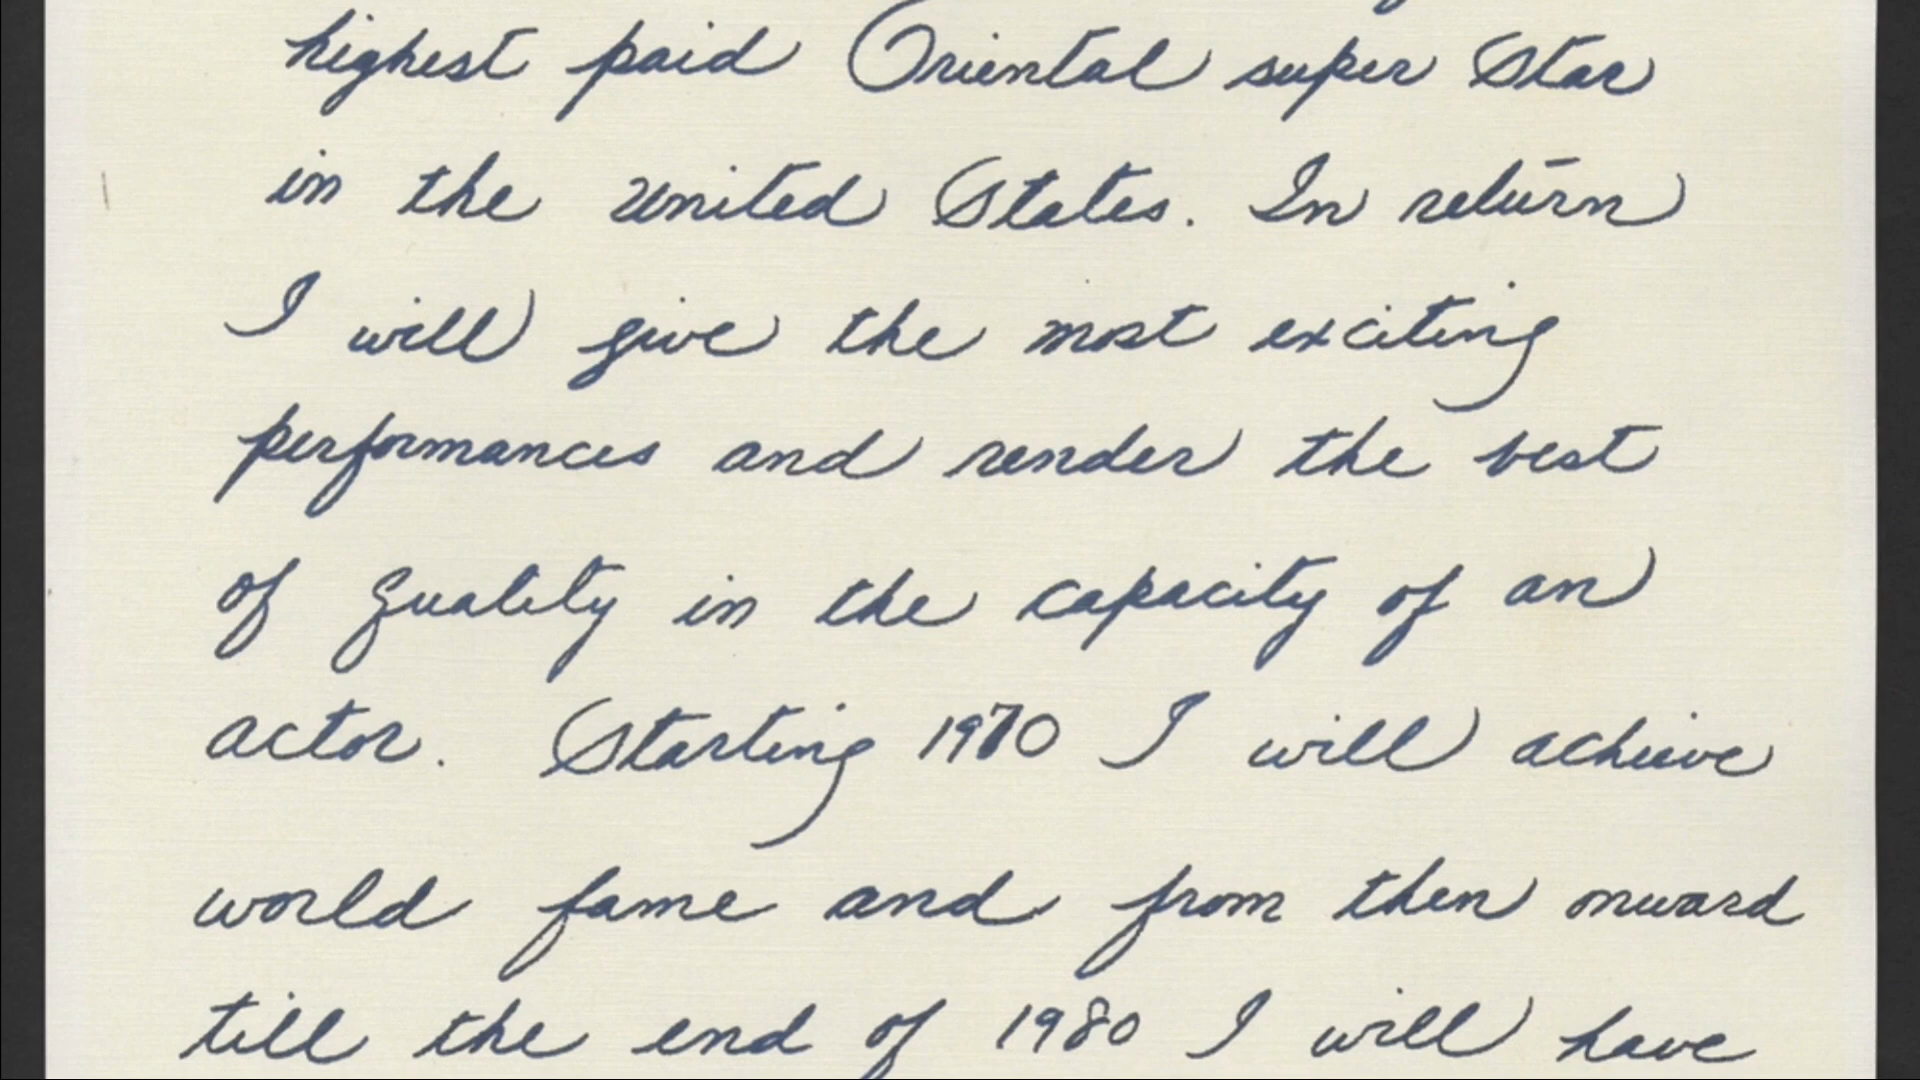 highest paid Oriental super Star
in the United States. In return
I will give the most exciting
performances and render the best
of quality in the capacity of an
actor. Starting 1970 I will achieve
world fame and from then onward
till the end of 1980 I will have